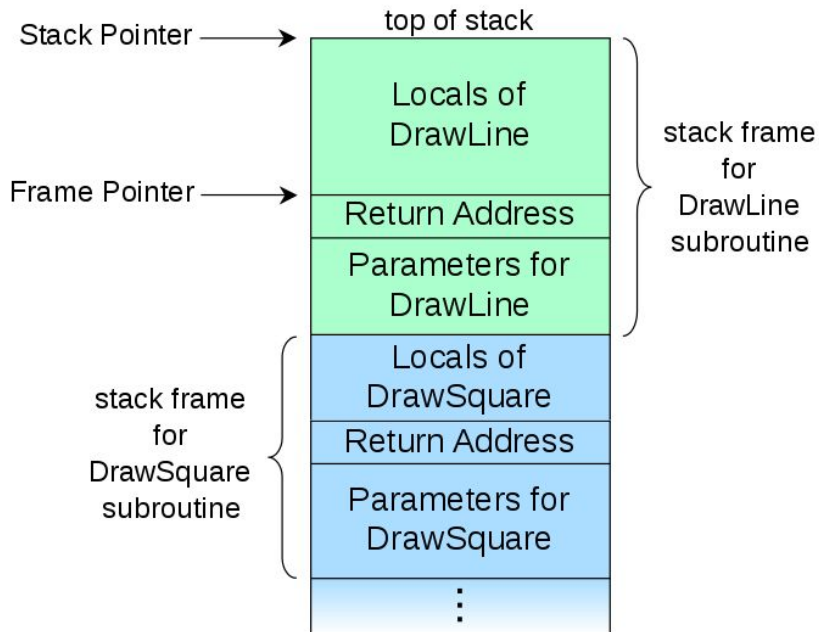 top of stack
Stack Pointer
Locals of
DrawLine
stack frame
for
DrawLine
subroutine
Frame Pointer
Return Address
Parameters for
DrawLine
Locals of
DrawSquare
stack frame
for
DrawSquare
subroutine
Return Address
Parameters for
DrawSquare